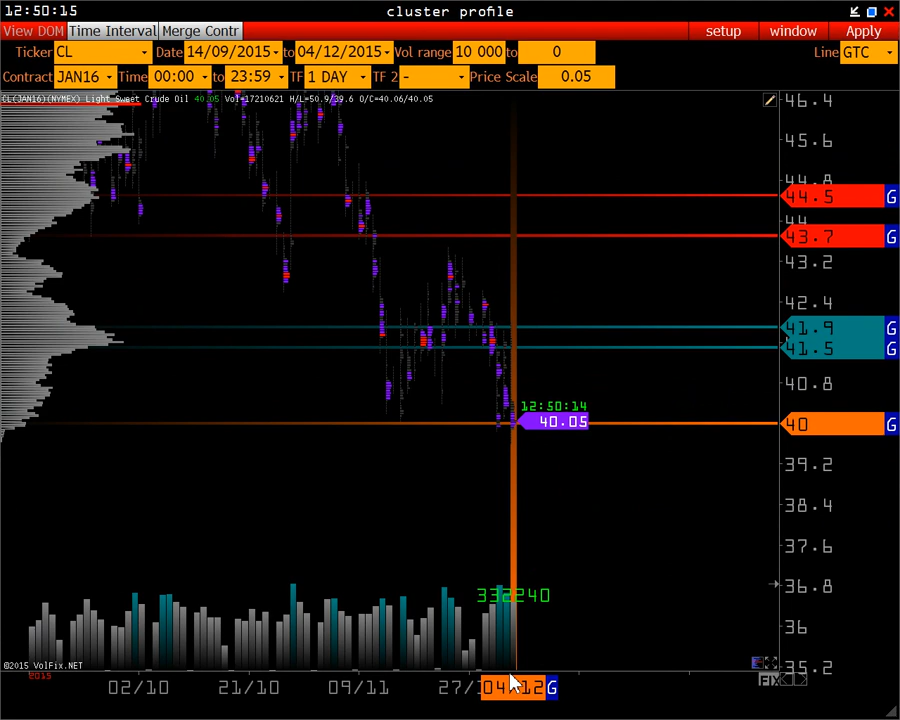 12:50:15 cluster profile
View DOM Time Interval Merge Contr setup window Apply
Ticker CL Date 14/09/2015 to 04/12/2015 Vol range 10 000 to 0 Line GTC
Contract JAN16 Time 00:00 to 23:59 TF 1 DAY TF 2 - Price Scale 0.05
CL(JAN16)(NYMEX) Light Sweet Crude Oil 40.05 Vol=17210621 H/L=50.9/39.6 O/C=40.06/40.05
46.4
45.6
44.8
44.5 G
44
43.7 G
43.2
42.4
41.9 G
41.5 G
40.8
12:50:14
40.05
40 G
39.2
38.4
37.6
36.8
332240
36
35.2
©2015 VolFix.NET
2015
02/10 21/10 09/11 27/ 04/12 G
FIX